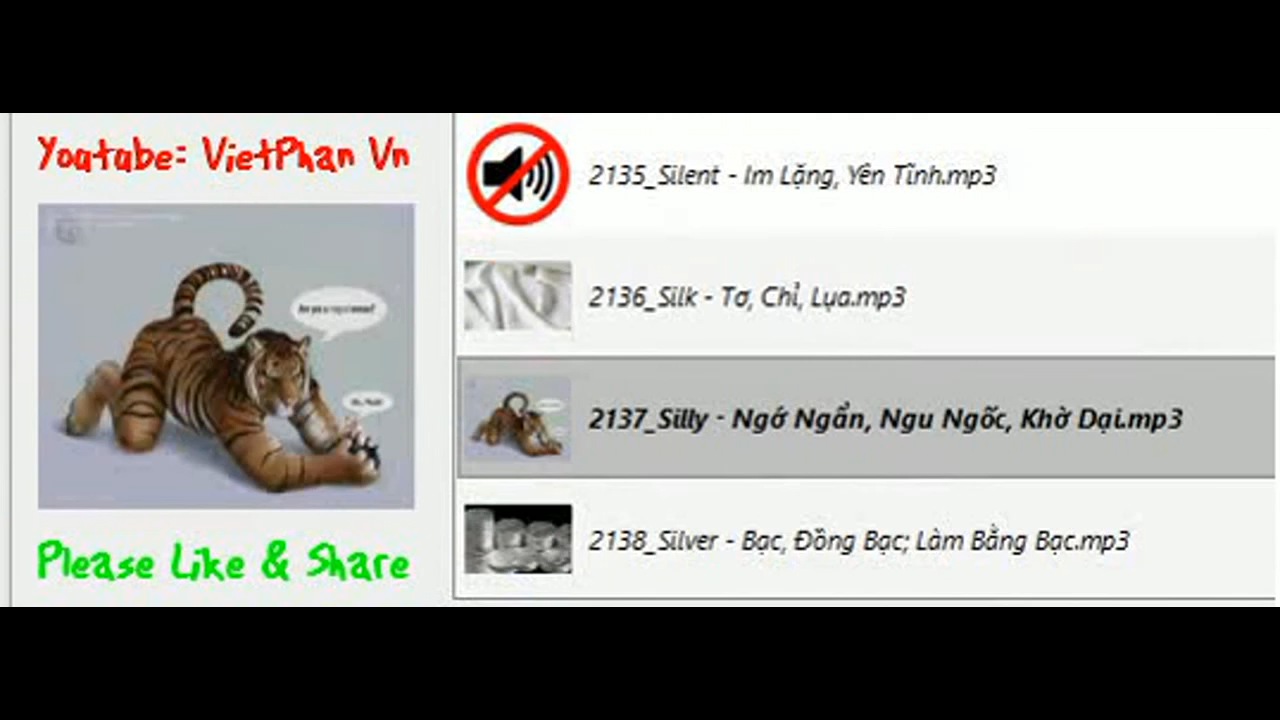 Youtube: VietPhan Vn
Please Like & Share
2135_Silent - Im Lặng, Yên Tĩnh.mp3
2136_Silk - Tơ, Chỉ, Lụa.mp3
2137_Silly - Ngớ Ngẩn, Ngu Ngốc, Khờ Dại.mp3
2138_Silver - Bạc, Đồng Bạc; Làm Bằng Bạc.mp3